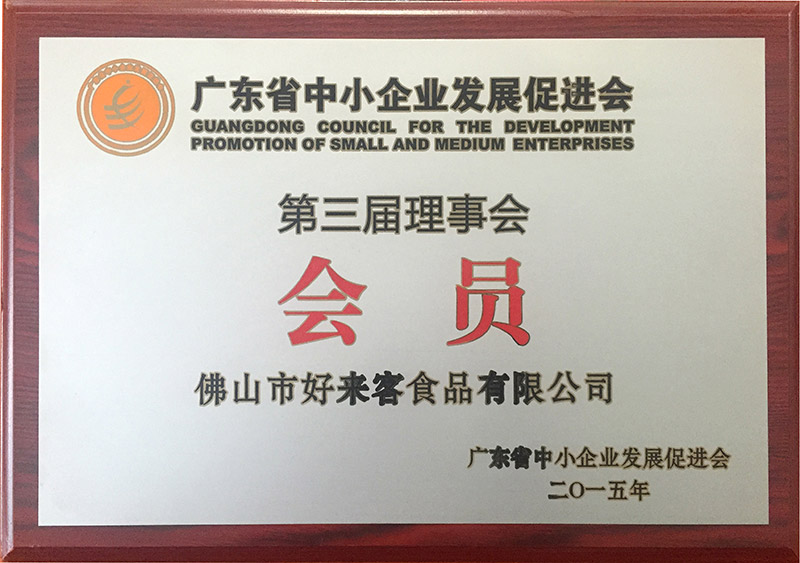 广东省中小企业发展促进会
GUANGDONG COUNCIL FOR THE DEVELOPMENT
PROMOTION OF SMALL AND MEDIUM ENTERPRISES
第三届理事会
会员
佛山市好来客食品有限公司
广东省中小企业发展促进会
二〇一五年